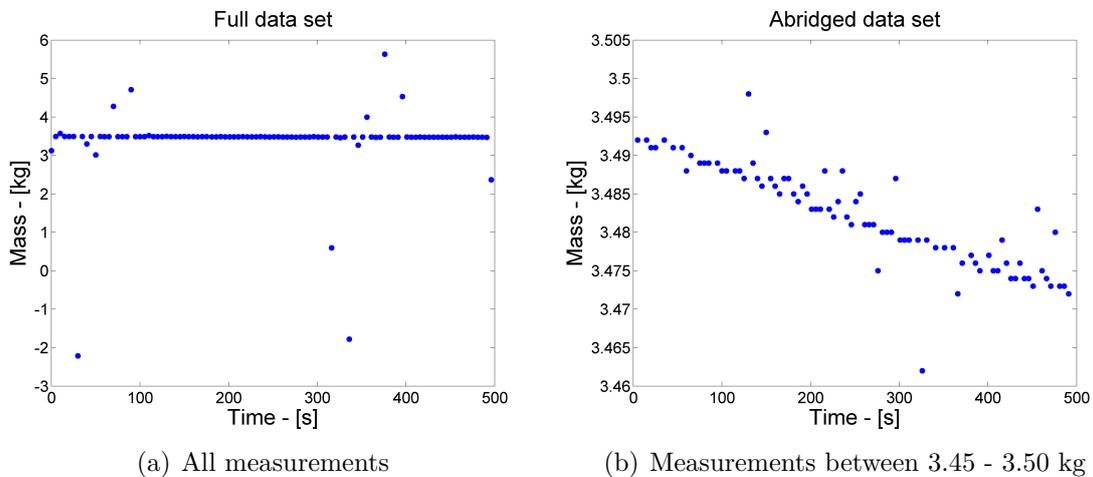 Full data set
6
5
4
3
2
1
0
-1
-2
-3
Mass - [kg]
0 100 200 300 400 500
Time - [s]
(a) All measurements
Abridged data set
3.505
3.5
3.495
3.49
3.485
3.48
3.475
3.47
3.465
3.46
Mass - [kg]
0 100 200 300 400 500
Time - [s]
(b) Measurements between 3.45 - 3.50 kg